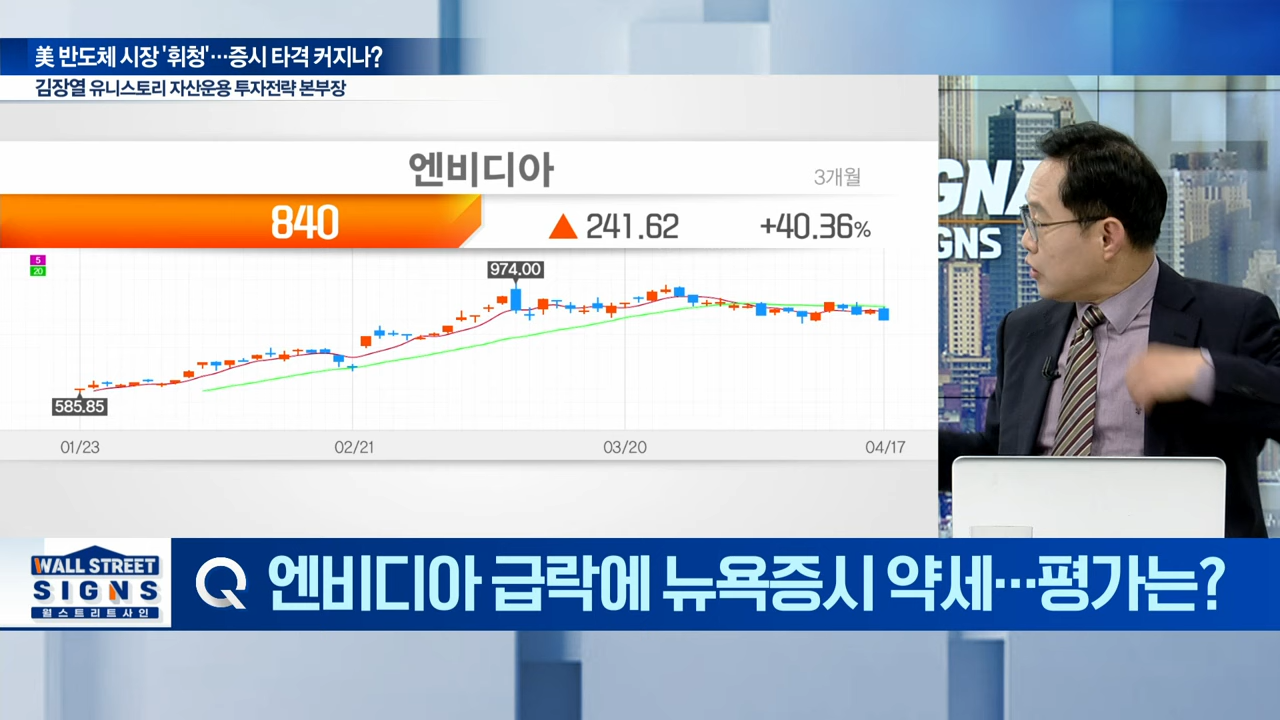 美 반도체 시장 '휘청'…증시 타격 커지나?
김장열 유니스토리 자산운용 투자전략 본부장
엔비디아
3개월
840
▲ 241.62
+40.36%
5
20
974.00
585.85
01/23
02/21
03/20
04/17
GNA
GNS
WALL STREET
SIGNS
월스트리트사인
Q 엔비디아 급락에 뉴욕증시 약세…평가는?